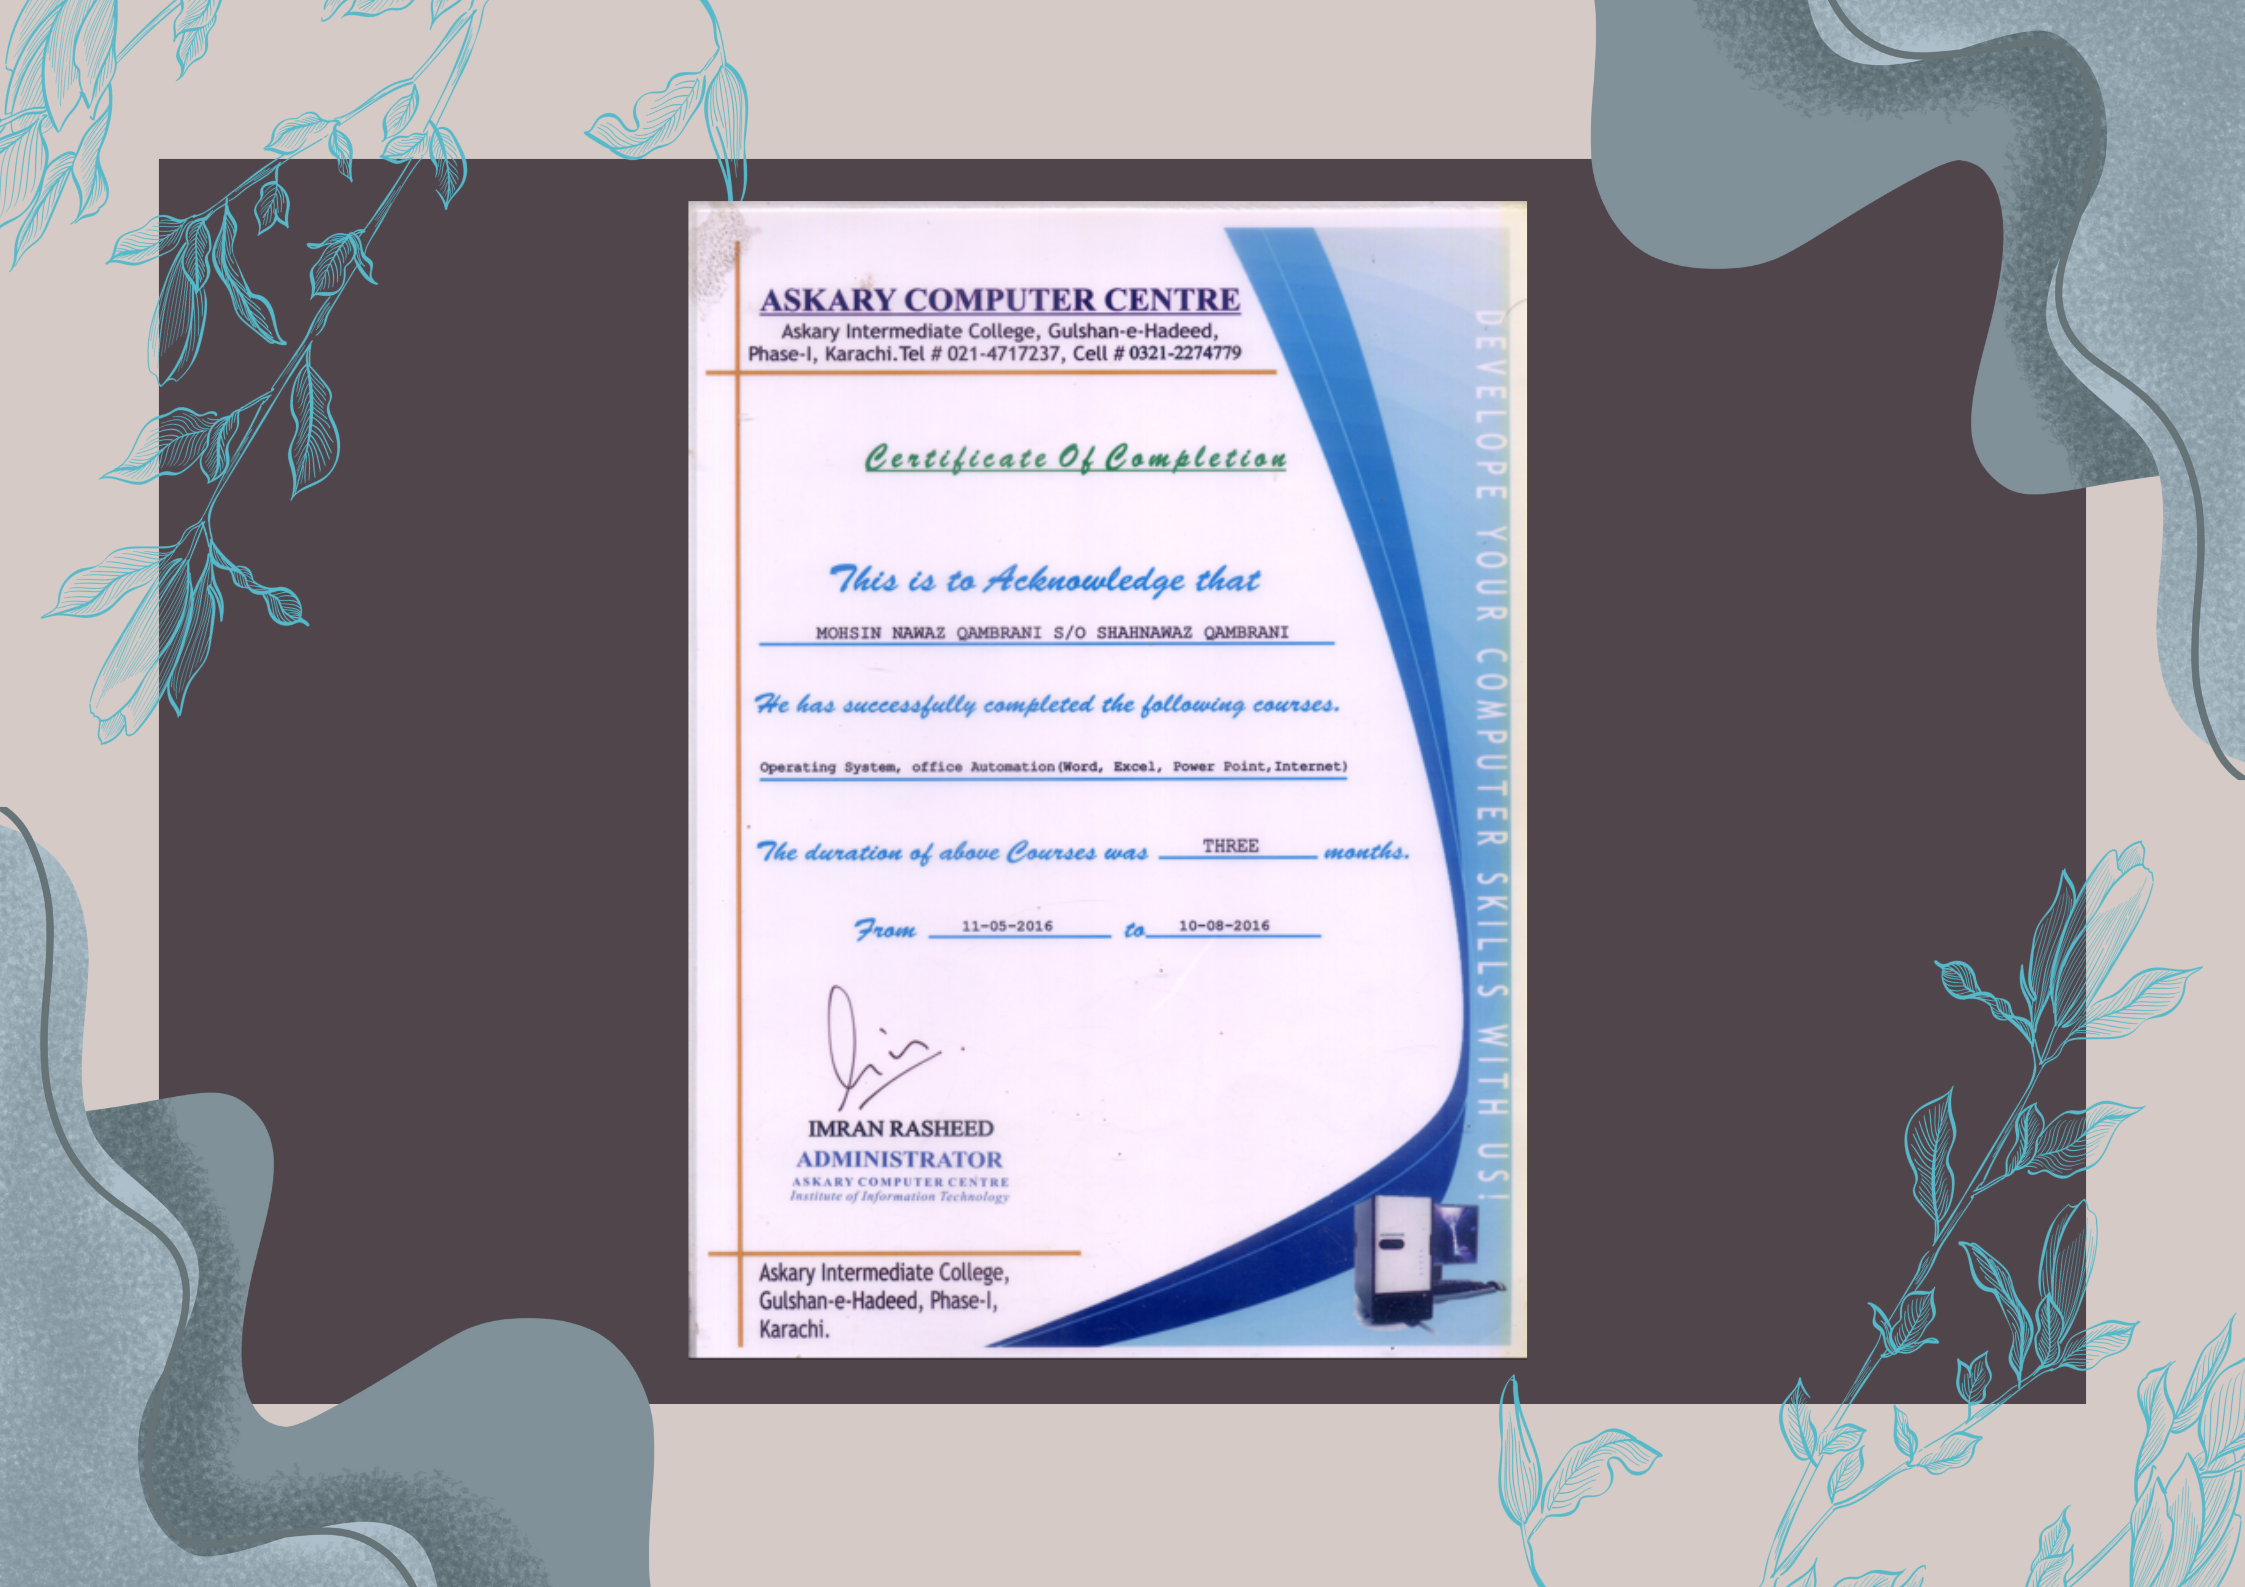 ASKARY COMPUTER CENTRE
Askary Intermediate College, Gulshan-e-Hadeed,
Phase-I, Karachi.Tel # 021-4717237, Cell # 0321-2274779
Certificate Of Completion
This is to Acknowledge that
MOHSIN NAWAZ QAMBRANI S/O SHAHNAWAZ QAMBRANI
He has successfully completed the following courses.
Operating System, office Automation(Word, Excel, Power Point,Internet)
The duration of above Courses was THREE months.
From 11-05-2016 to 10-08-2016
IMRAN RASHEED
ADMINISTRATOR
ASKARY COMPUTER CENTRE
Institute of Information Technology
Askary Intermediate College,
Gulshan-e-Hadeed, Phase-I,
Karachi.
DEVELOPE YOUR COMPUTER SKILLS WITH US!